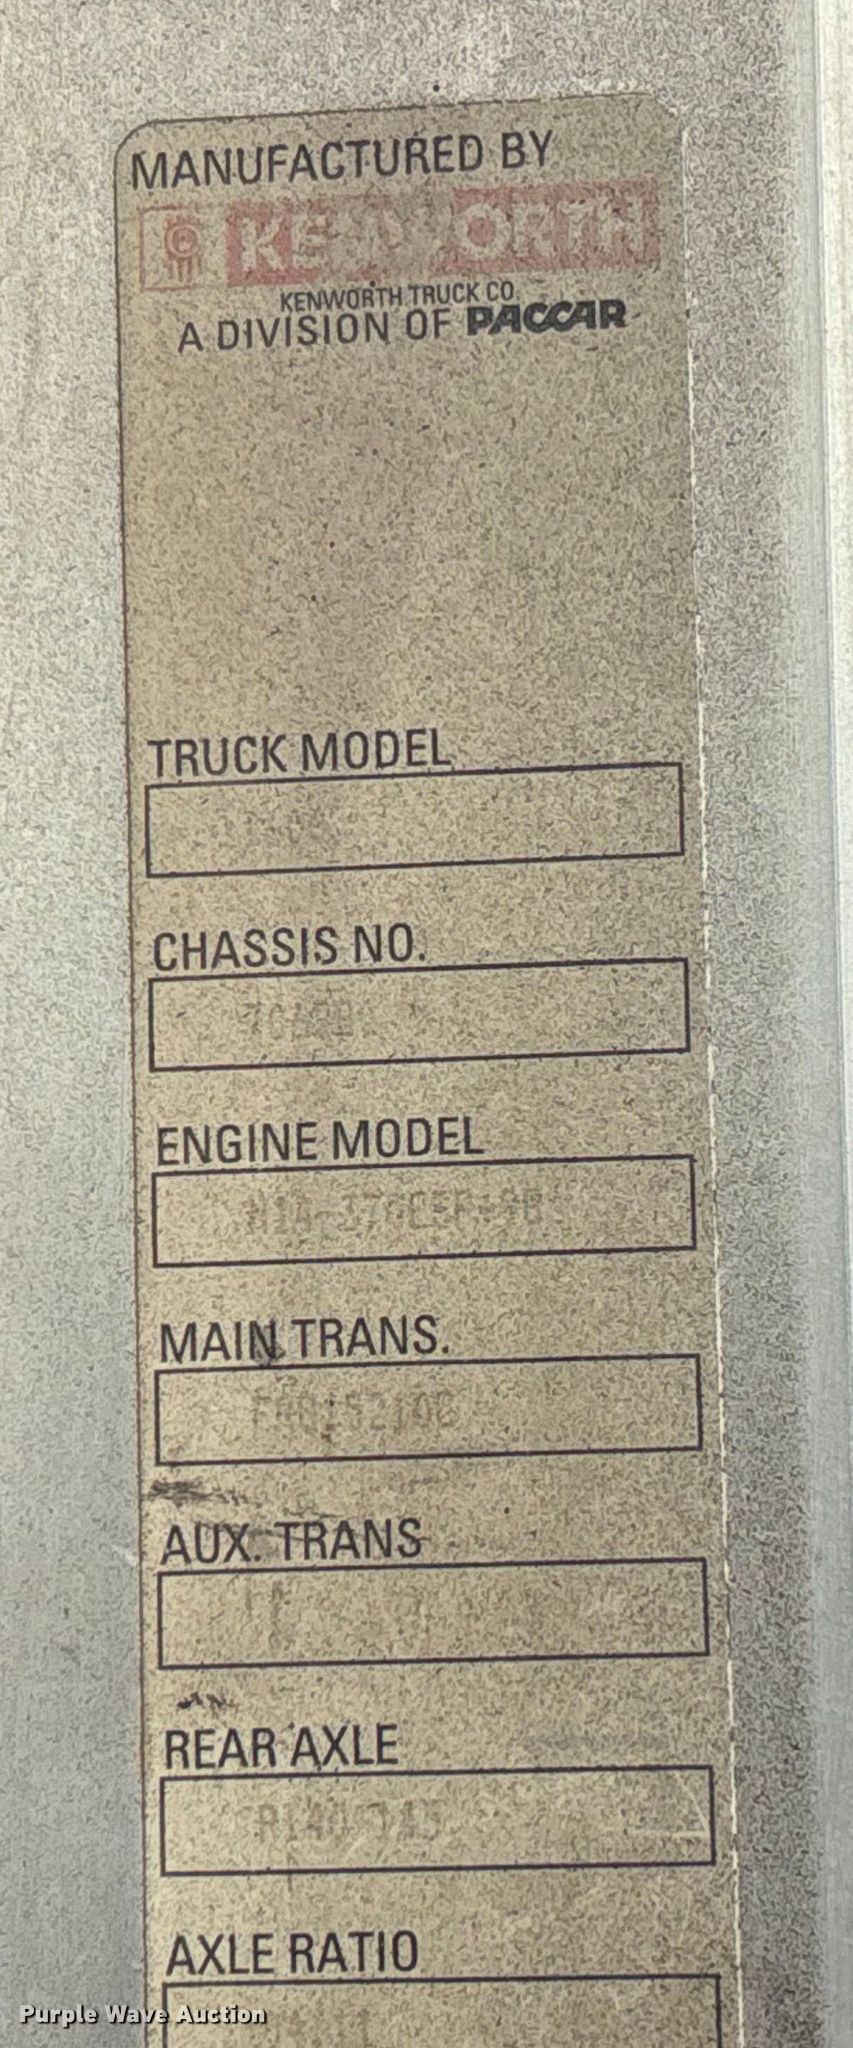 MANUFACTURED BY
KENWORTH
KENWORTH TRUCK CO.
A DIVISION OF PACCAR
TRUCK MODEL
CHASSIS NO.
ENGINE MODEL
MAIN TRANS.
AUX. TRANS
REAR AXLE
AXLE RATIO
Purple Wave Auction